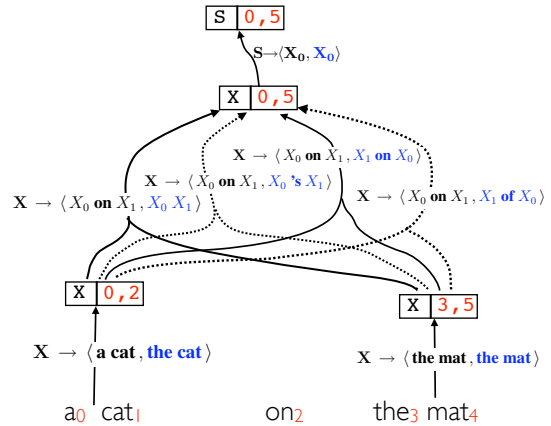 S 0,5
S→⟨X₀, X₀⟩
X 0,5
X → ⟨ X₀ on X₁ , X₁ on X₀ ⟩
X → ⟨ X₀ on X₁ , X₀ 's X₁ ⟩
X → ⟨ X₀ on X₁ , X₀ X₁ ⟩
X → ⟨ X₀ on X₁ , X₁ of X₀ ⟩
X 0,2
X 3,5
X → ⟨ a cat , the cat ⟩
X → ⟨ the mat , the mat ⟩
a₀ cat₁ on₂ the₃ mat₄